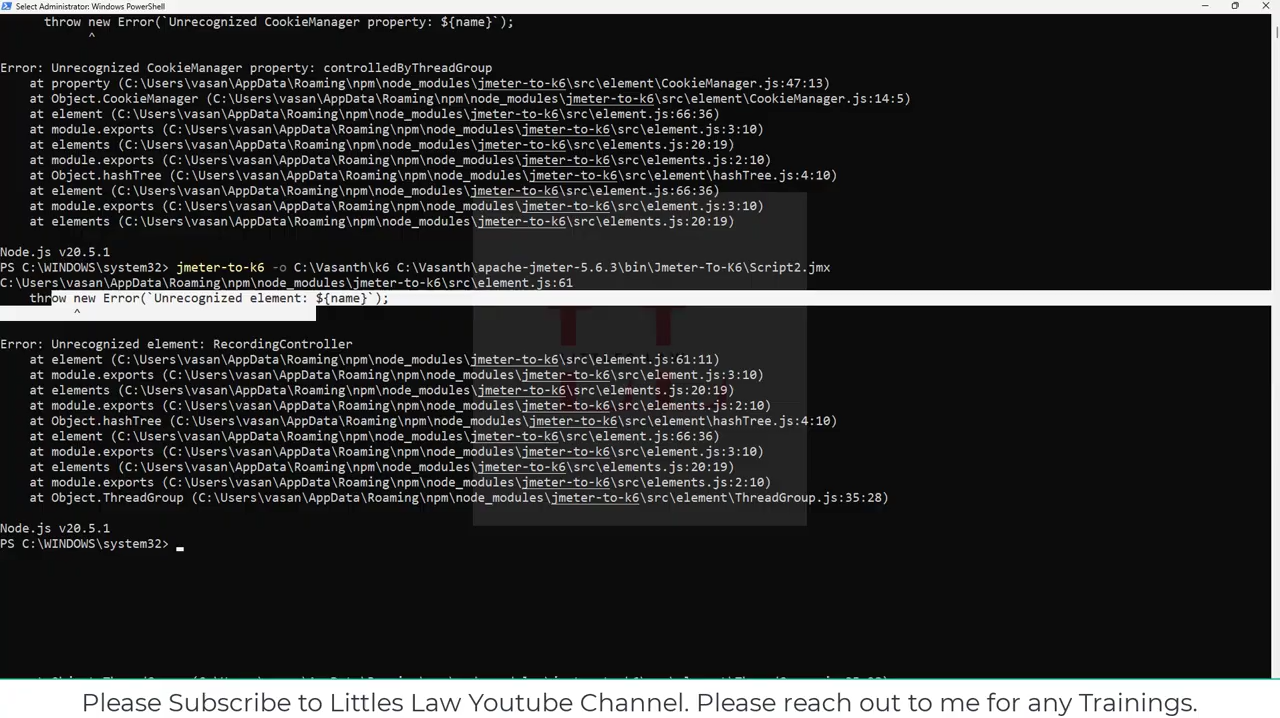 Select Administrator: Windows PowerShell
throw new Error(`Unrecognized CookieManager property: ${name}`);
^
Error: Unrecognized CookieManager property: controlledByThreadGroup
at property (C:\Users\vasan\AppData\Roaming\npm\node_modules\jmeter-to-k6\src\element\CookieManager.js:47:13)
at Object.CookieManager (C:\Users\vasan\AppData\Roaming\npm\node_modules\jmeter-to-k6\src\element\CookieManager.js:14:5)
at element (C:\Users\vasan\AppData\Roaming\npm\node_modules\jmeter-to-k6\src\element.js:66:36)
at module.exports (C:\Users\vasan\AppData\Roaming\npm\node_modules\jmeter-to-k6\src\element.js:3:10)
at elements (C:\Users\vasan\AppData\Roaming\npm\node_modules\jmeter-to-k6\src\elements.js:20:19)
at module.exports (C:\Users\vasan\AppData\Roaming\npm\node_modules\jmeter-to-k6\src\elements.js:2:10)
at Object.hashTree (C:\Users\vasan\AppData\Roaming\npm\node_modules\jmeter-to-k6\src\element\hashTree.js:4:10)
at element (C:\Users\vasan\AppData\Roaming\npm\node_modules\jmeter-to-k6\src\element.js:66:36)
at module.exports (C:\Users\vasan\AppData\Roaming\npm\node_modules\jmeter-to-k6\src\element.js:3:10)
at elements (C:\Users\vasan\AppData\Roaming\npm\node_modules\jmeter-to-k6\src\elements.js:20:19)
Node.js v20.5.1
PS C:\WINDOWS\system32> jmeter-to-k6 -o C:\Vasanth\k6 C:\Vasanth\apache-jmeter-5.6.3\bin\Jmeter-To-K6\Script2.jmx
C:\Users\vasan\AppData\Roaming\npm\node_modules\jmeter-to-k6\src\element.js:61
throw new Error(`Unrecognized element: ${name}`);
^
Error: Unrecognized element: RecordingController
at element (C:\Users\vasan\AppData\Roaming\npm\node_modules\jmeter-to-k6\src\element.js:61:11)
at module.exports (C:\Users\vasan\AppData\Roaming\npm\node_modules\jmeter-to-k6\src\element.js:3:10)
at elements (C:\Users\vasan\AppData\Roaming\npm\node_modules\jmeter-to-k6\src\elements.js:20:19)
at module.exports (C:\Users\vasan\AppData\Roaming\npm\node_modules\jmeter-to-k6\src\elements.js:2:10)
at Object.hashTree (C:\Users\vasan\AppData\Roaming\npm\node_modules\jmeter-to-k6\src\element\hashTree.js:4:10)
at element (C:\Users\vasan\AppData\Roaming\npm\node_modules\jmeter-to-k6\src\element.js:66:36)
at module.exports (C:\Users\vasan\AppData\Roaming\npm\node_modules\jmeter-to-k6\src\element.js:3:10)
at elements (C:\Users\vasan\AppData\Roaming\npm\node_modules\jmeter-to-k6\src\elements.js:20:19)
at module.exports (C:\Users\vasan\AppData\Roaming\npm\node_modules\jmeter-to-k6\src\elements.js:2:10)
at Object.ThreadGroup (C:\Users\vasan\AppData\Roaming\npm\node_modules\jmeter-to-k6\src\element\ThreadGroup.js:35:28)
Node.js v20.5.1
PS C:\WINDOWS\system32>
Please Subscribe to Littles Law Youtube Channel. Please reach out to me for any Trainings.